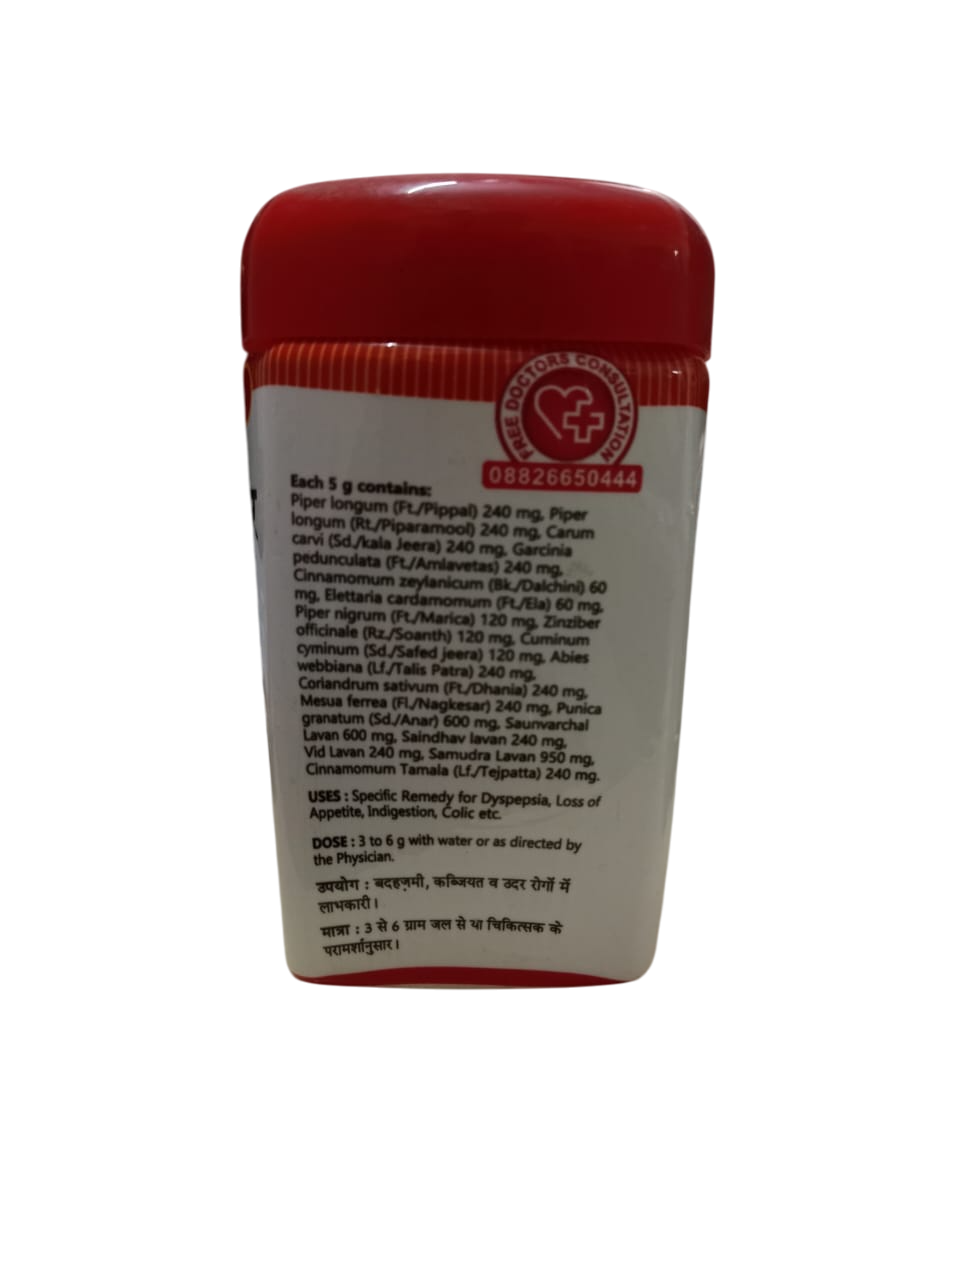 FREE DOCTORS CONSULTATION
08826650444
Each 5 g contains:
Piper longum (Ft./Pippal) 240 mg, Piper
longum (Rt./Piparamool) 240 mg, Carum
carvi (Sd./kala Jeera) 240 mg, Garcinia
pedunculata (Ft./Amlavetas) 240 mg,
Cinnamomum zeylanicum (Bk./Dalchini) 60
mg, Elettaria cardamomum (Ft./Ela) 60 mg,
Piper nigrum (Ft./Marica) 120 mg, Zinziber
officinale (Rz./Soanth) 120 mg, Cuminum
cyminum (Sd./Safed jeera) 120 mg, Abies
webbiana (Lf./Talis Patra) 240 mg,
Coriandrum sativum (Ft./Dhania) 240 mg,
Mesua ferrea (Fl./Nagkesar) 240 mg, Punica
granatum (Sd./Anar) 600 mg, Saunvarchal
Lavan 600 mg, Saindhav lavan 240 mg,
Vid Lavan 240 mg, Samudra Lavan 950 mg,
Cinnamomum Tamala (Lf./Tejpatta) 240 mg.
USES : Specific Remedy for Dyspepsia, Loss of
Appetite, Indigestion, Colic etc.
DOSE : 3 to 6 g with water or as directed by
the Physician.
उपयोग : बदहज़मी, कब्जियत व उदर रोगों में
लाभकारी।
मात्रा : 3 से 6 ग्राम जल से या चिकित्सक के
परामर्शानुसार।